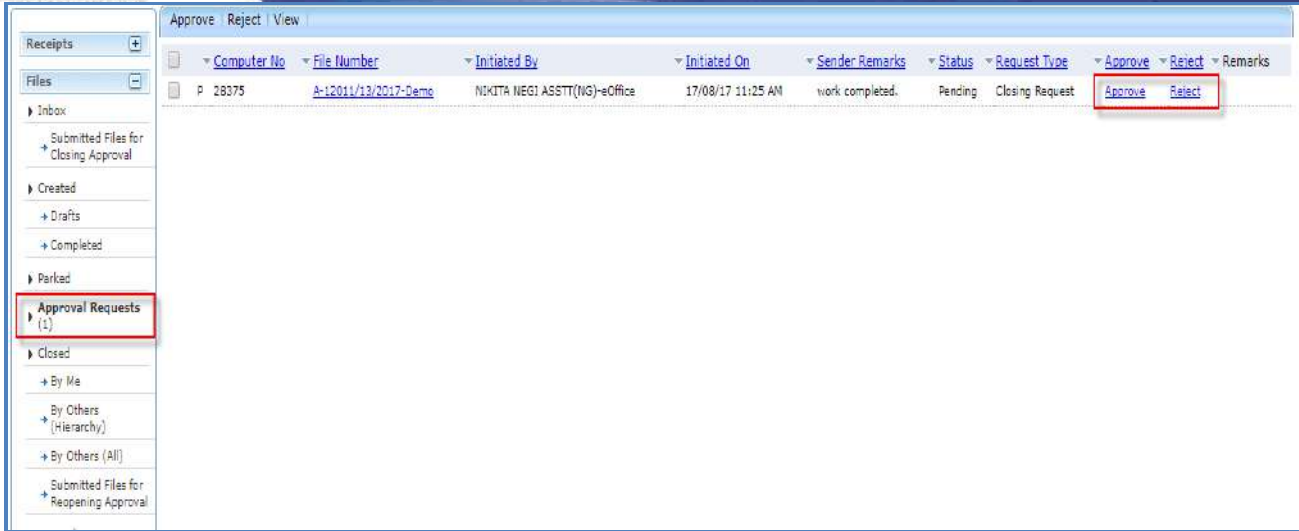 Approve | Reject | View
Receipts
Files
Inbox
Submitted Files for
Closing Approval
Created
Drafts
Completed
Parked
Approval Requests
(1)
Closed
By Me
By Others
(Hierarchy)
By Others (All)
Submitted Files for
Reopening Approval
Computer No File Number Initiated By Initiated On Sender Remarks Status Request Type Approve Reject Remarks
P 28375 A-12011/13/2017-Demo NIKITA NEGI ASSTT(NG)-eOffice 17/08/17 11:25 AM work completed. Pending Closing Request Approve Reject